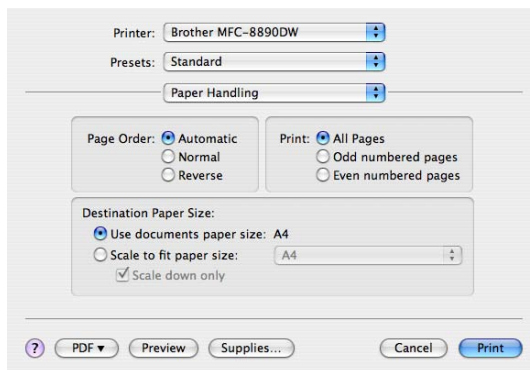 Printer: Brother MFC-8890DW
Presets: Standard
Paper Handling
Page Order: Automatic
Normal
Reverse
Print: All Pages
Odd numbered pages
Even numbered pages
Destination Paper Size:
Use documents paper size: A4
Scale to fit paper size: A4
Scale down only
? PDF▼ Preview Supplies... Cancel Print